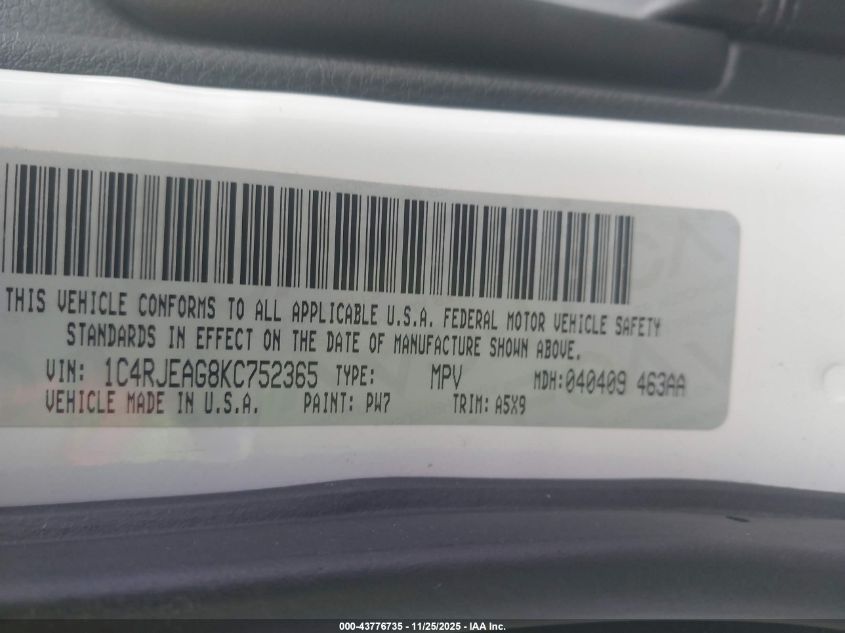 THIS VEHICLE CONFORMS TO ALL APPLICABLE U.S.A. FEDERAL MOTOR VEHICLE SAFETY
STANDARDS IN EFFECT ON THE DATE OF MANUFACTURE SHOWN ABOVE.
VIN: 1C4RJEAG8KC752365 TYPE: MPV MDH:040409 463AA
VEHICLE MADE IN U.S.A. PAINT: PW7 TRIM: A5X9
000-43776735 - 11/25/2025 - IAA Inc.